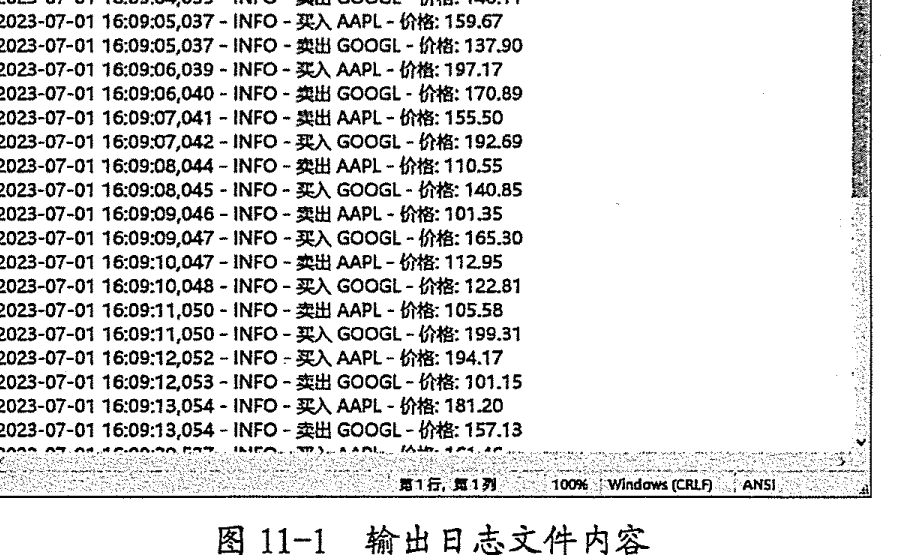 2023-07-01 16:09:05,037 - INFO - 买入 AAPL - 价格: 159.67
2023-07-01 16:09:05,037 - INFO - 卖出 GOOGL - 价格: 137.90
2023-07-01 16:09:06,039 - INFO - 买入 AAPL - 价格: 197.17
2023-07-01 16:09:06,040 - INFO - 卖出 GOOGL - 价格: 170.89
2023-07-01 16:09:07,041 - INFO - 卖出 AAPL - 价格: 155.50
2023-07-01 16:09:07,042 - INFO - 买入 GOOGL - 价格: 192.69
2023-07-01 16:09:08,044 - INFO - 卖出 AAPL - 价格: 110.55
2023-07-01 16:09:08,045 - INFO - 买入 GOOGL - 价格: 140.85
2023-07-01 16:09:09,046 - INFO - 卖出 AAPL - 价格: 101.35
2023-07-01 16:09:09,047 - INFO - 买入 GOOGL - 价格: 165.30
2023-07-01 16:09:10,047 - INFO - 卖出 AAPL - 价格: 112.95
2023-07-01 16:09:10,048 - INFO - 买入 GOOGL - 价格: 122.81
2023-07-01 16:09:11,050 - INFO - 卖出 AAPL - 价格: 105.58
2023-07-01 16:09:11,050 - INFO - 买入 GOOGL - 价格: 199.31
2023-07-01 16:09:12,052 - INFO - 买入 AAPL - 价格: 194.17
2023-07-01 16:09:12,053 - INFO - 卖出 GOOGL - 价格: 101.15
2023-07-01 16:09:13,054 - INFO - 买入 AAPL - 价格: 181.20
2023-07-01 16:09:13,054 - INFO - 卖出 GOOGL - 价格: 157.13
第1行, 第1列 100% Windows (CRLF) ANSI
图 11-1 输出日志文件内容